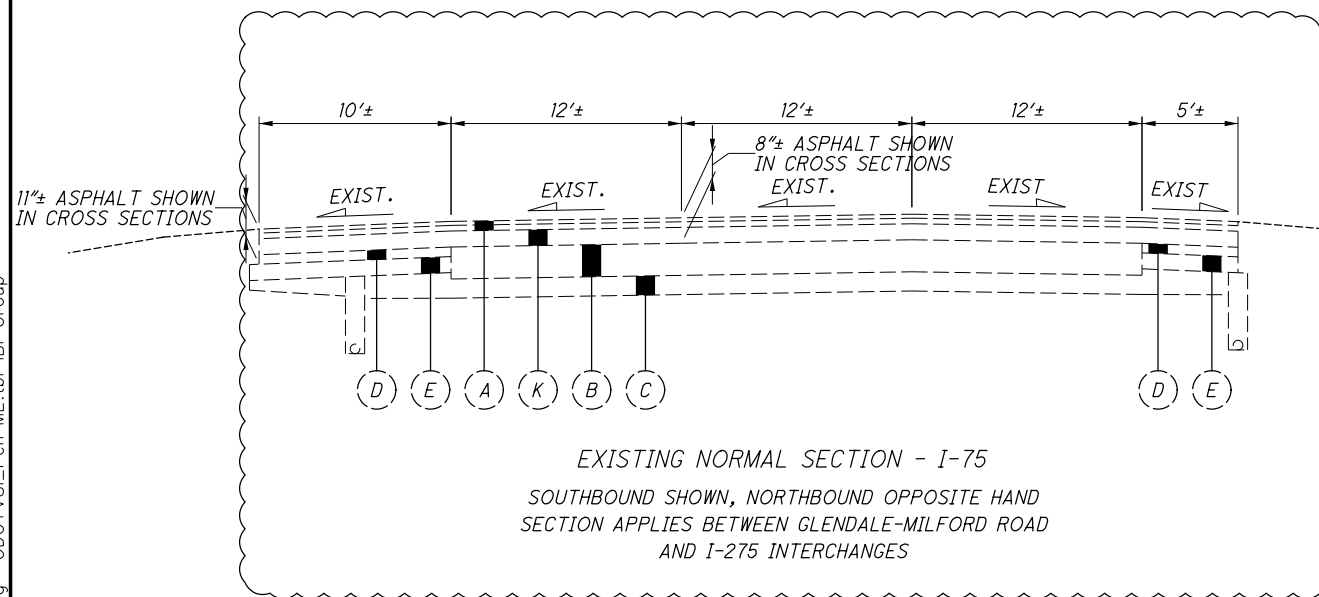 10'±
12'±
12'±
12'±
5'±
8"± ASPHALT SHOWN
IN CROSS SECTIONS
11"± ASPHALT SHOWN
IN CROSS SECTIONS
EXIST.
EXIST.
EXIST.
EXIST
EXIST
D
E
A
K
B
C
D
E
EXISTING NORMAL SECTION - I-75
SOUTHBOUND SHOWN, NORTHBOUND OPPOSITE HAND
SECTION APPLIES BETWEEN GLENDALE-MILFORD ROAD
AND I-275 INTERCHANGES